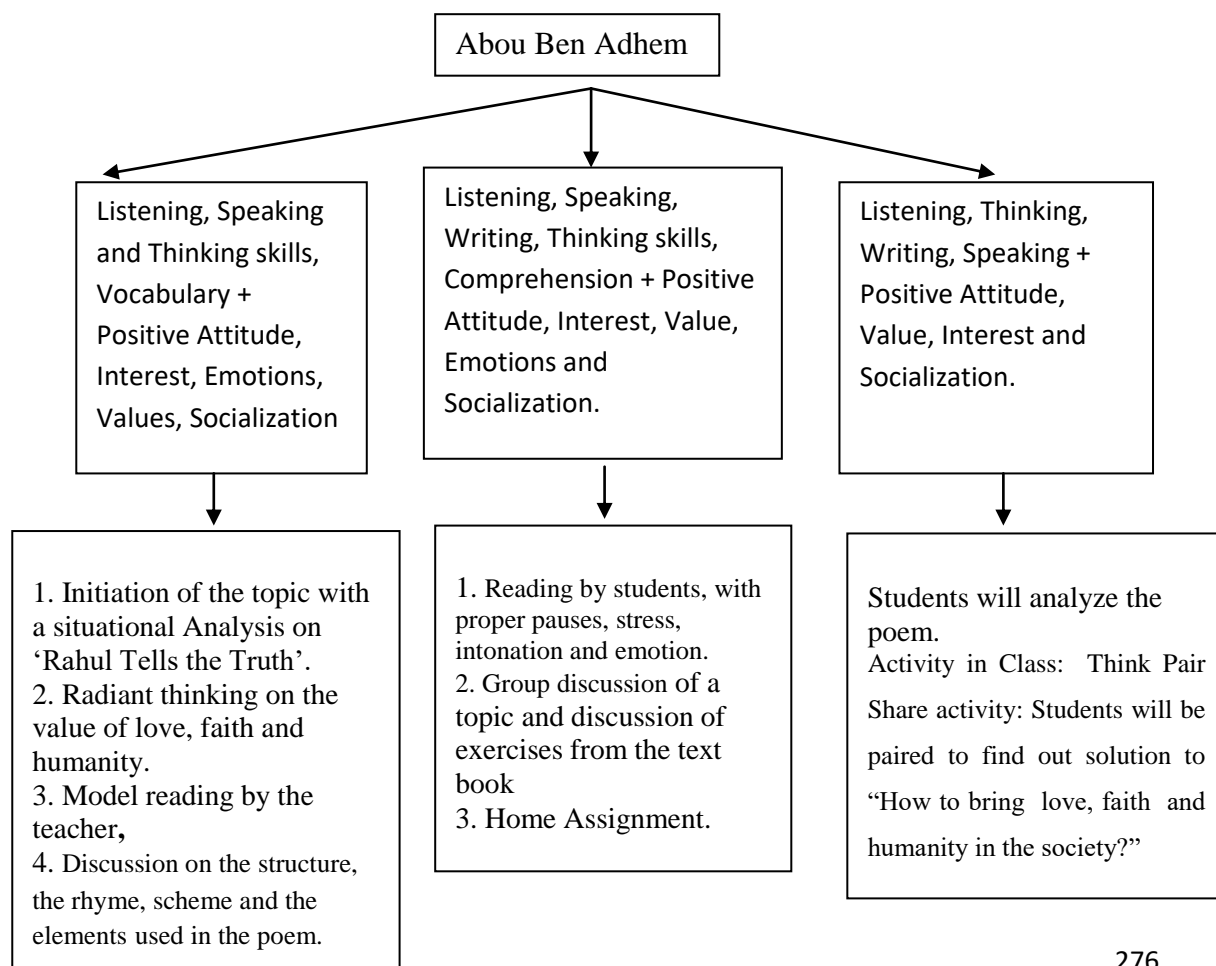 Abou Ben Adhem
Listening, Speaking
and Thinking skills,
Vocabulary +
Positive Attitude,
Interest, Emotions,
Values, Socialization
Listening, Speaking,
Writing, Thinking skills,
Comprehension + Positive
Attitude, Interest, Value,
Emotions and
Socialization.
Listening, Thinking,
Writing, Speaking +
Positive Attitude,
Value, Interest and
Socialization.
1. Initiation of the topic with
a situational Analysis on
‘Rahul Tells the Truth’.
2. Radiant thinking on the
value of love, faith and
humanity.
3. Model reading by the
teacher,
4. Discussion on the structure,
the rhyme, scheme and the
elements used in the poem.
1. Reading by students, with
proper pauses, stress,
intonation and emotion.
2. Group discussion of a
topic and discussion of
exercises from the text
book
3. Home Assignment.
Students will analyze the
poem.
Activity in Class: Think Pair
Share activity: Students will be
paired to find out solution to
“How to bring love, faith and
humanity in the society?”
276